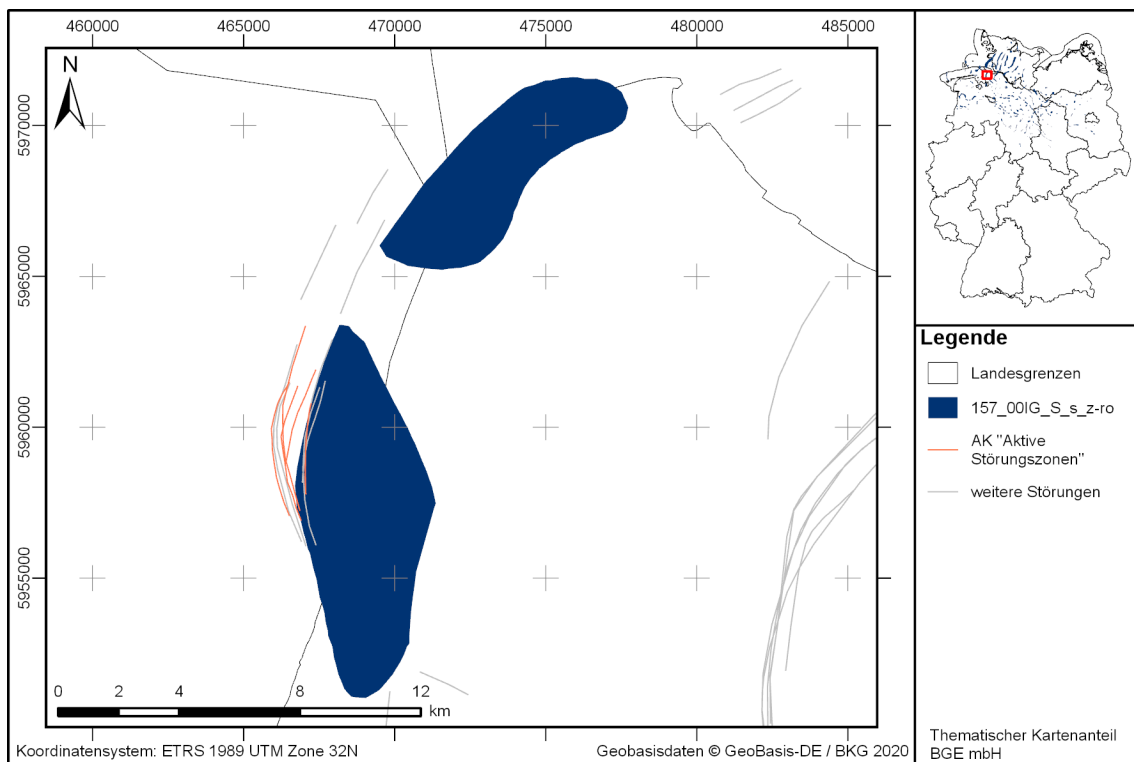 460000 465000 470000 475000 480000 485000
N
5970000
5965000
5960000
5955000
0 2 4 8 12
km
Koordinatensystem: ETRS 1989 UTM Zone 32N
Geobasisdaten © GeoBasis-DE / BKG 2020
Legende
Landesgrenzen
157_00IG_S_s_z-ro
AK "Aktive
Störungszonen"
weitere Störungen
Thematischer Kartenanteil
BGE mbH